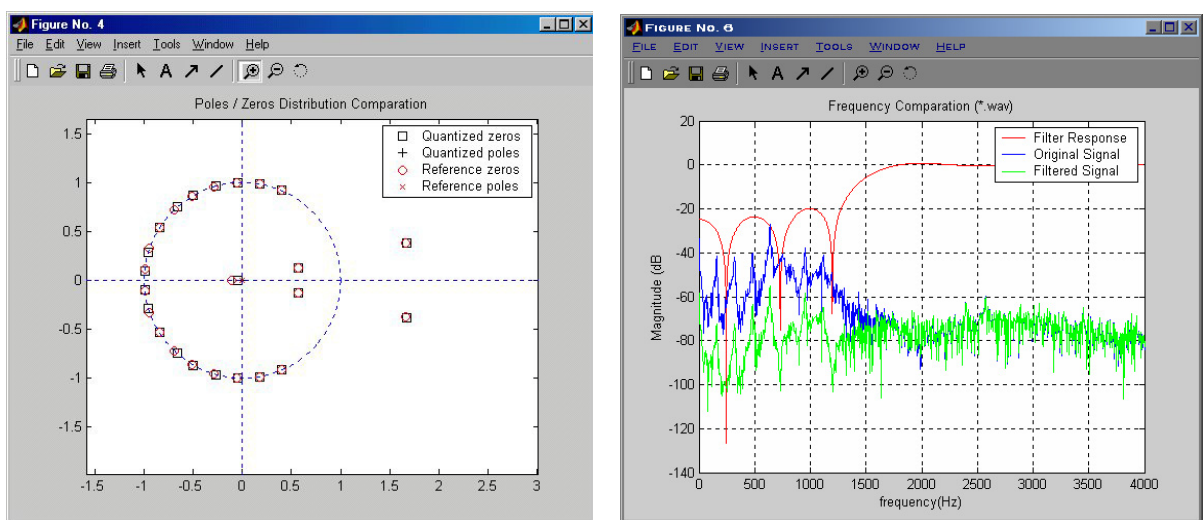 Figure No. 4
File Edit View Insert Tools Window Help
A
Poles / Zeros Distribution Comparation
Quantized zeros
Quantized poles
Reference zeros
Reference poles
1.5
1
0.5
0
-0.5
-1
-1.5
-1.5 -1 -0.5 0 0.5 1 1.5 2 2.5 3
Figure No. 6
File Edit View Insert Tools Window Help
A
Frequency Comparation (*.wav)
Filter Response
Original Signal
Filtered Signal
Magnitude (dB
20
0
-20
-40
-60
-80
-100
-120
-140
0 500 1000 1500 2000 2500 3000 3500 4000
frequency(Hz)